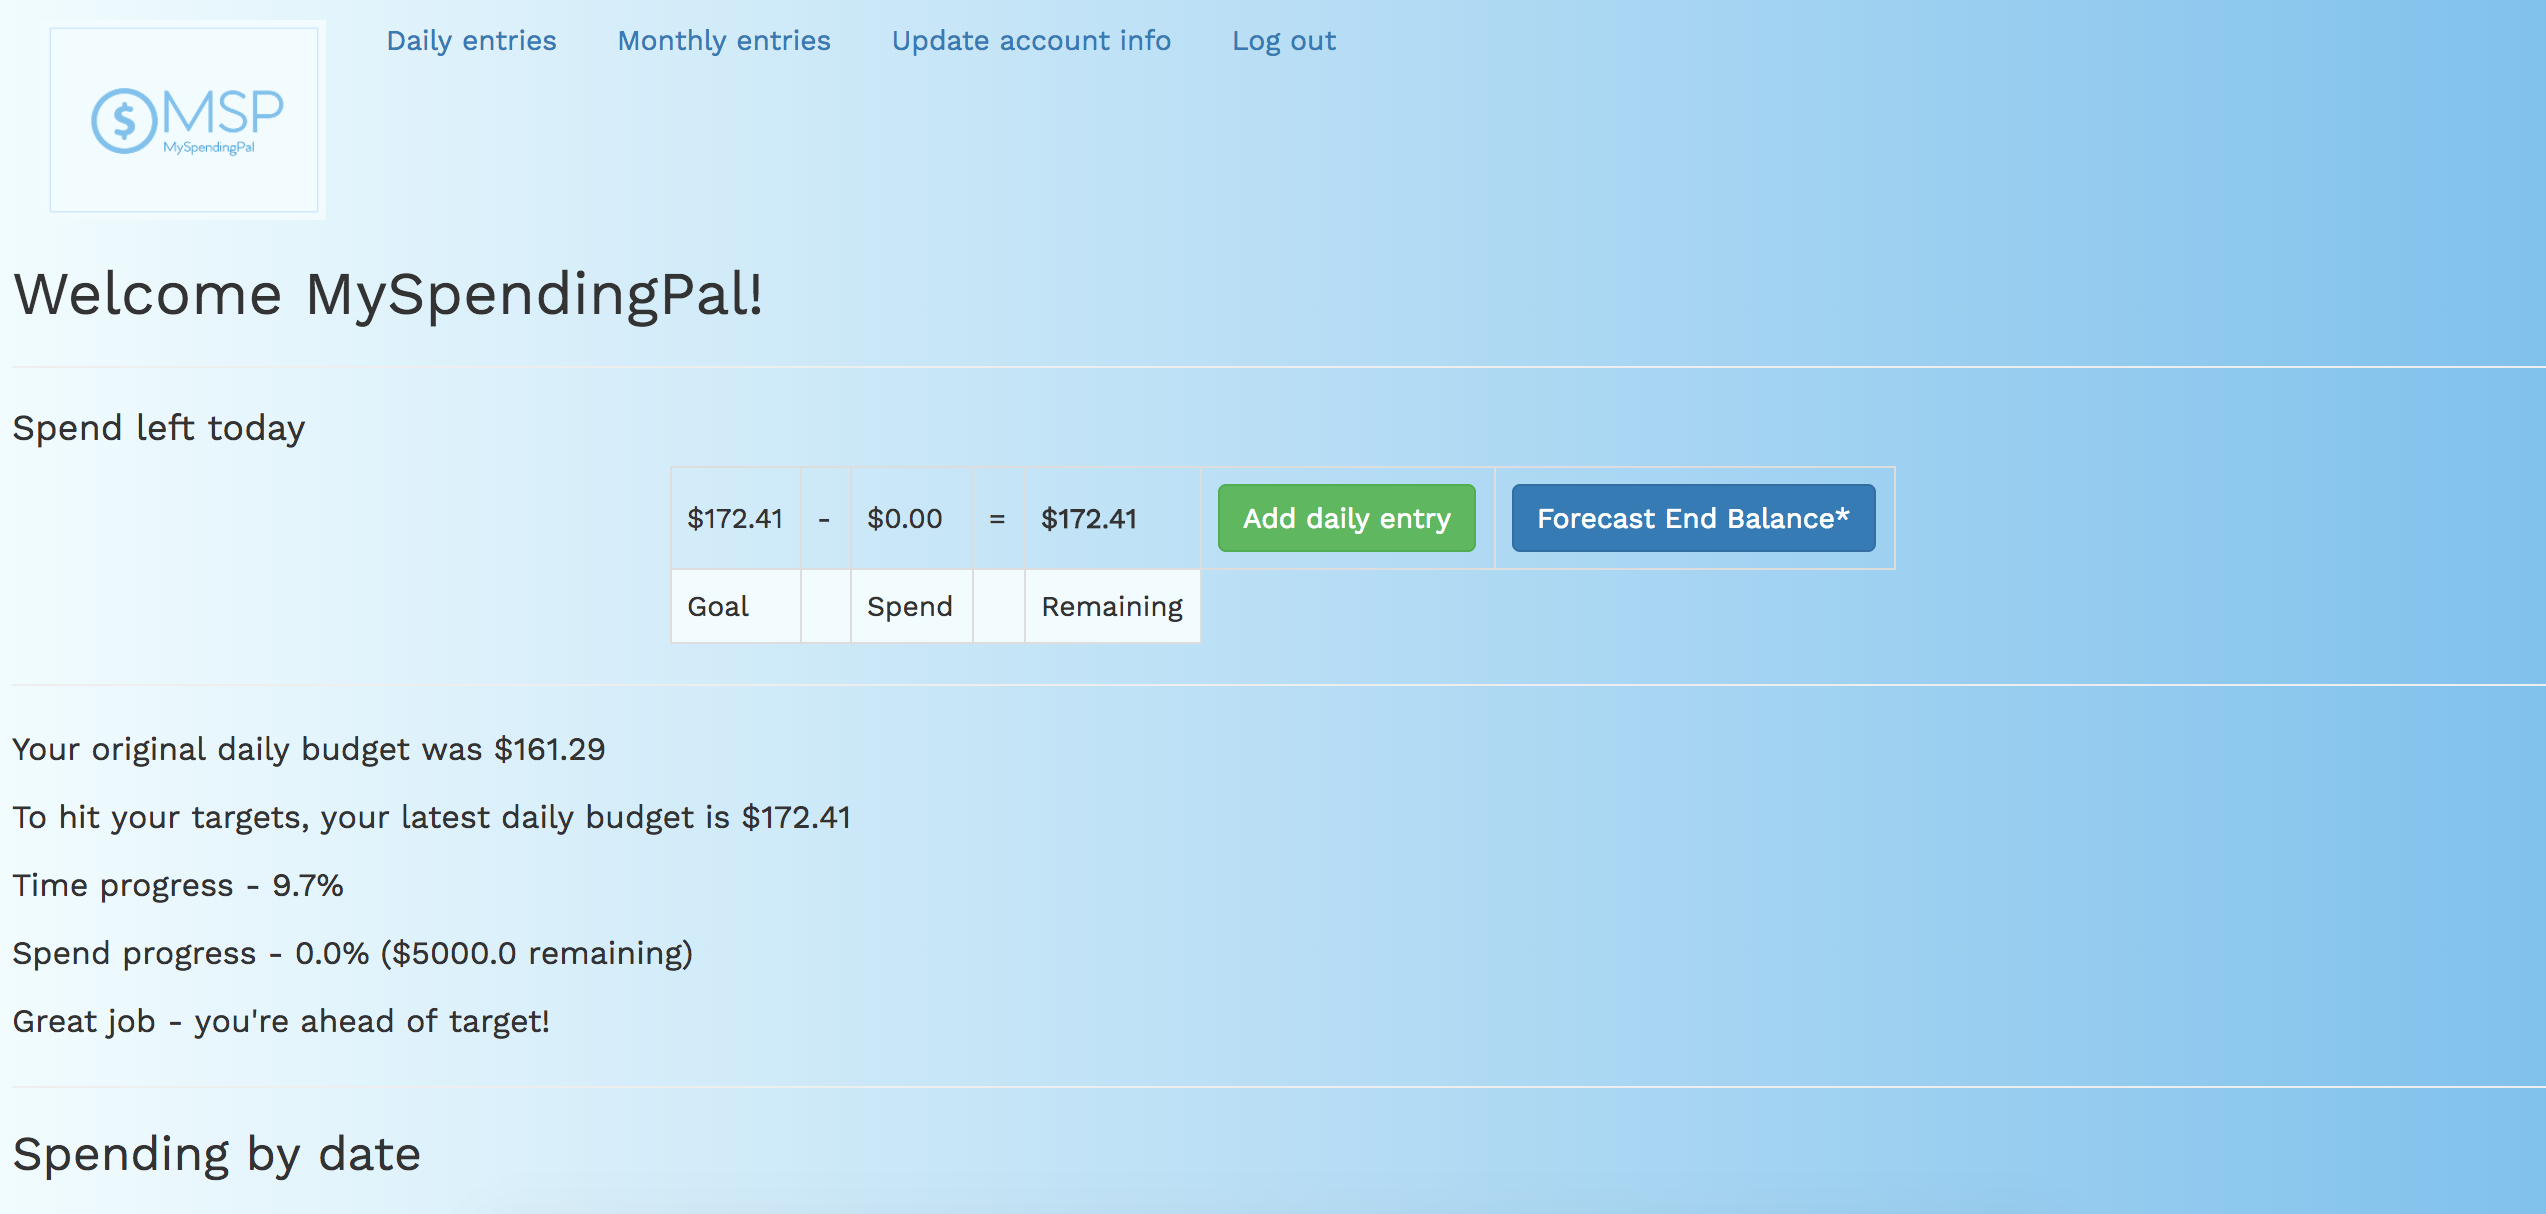 Daily entries Monthly entries Update account info Log out
$ MSP
MySpendingPal
Welcome MySpendingPal!
Spend left today
$172.41 - $0.00 = $172.41 Add daily entry Forecast End Balance*
Goal Spend Remaining
Your original daily budget was $161.29
To hit your targets, your latest daily budget is $172.41
Time progress - 9.7%
Spend progress - 0.0% ($5000.0 remaining)
Great job - you're ahead of target!
Spending by date